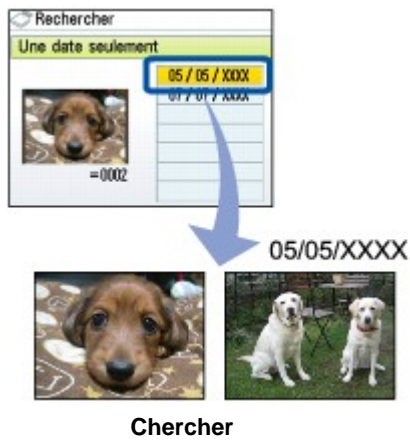 Rechercher
Une date seulement
05 / 05 / XXXX
07 / 07 / XXXX
=0002
05/05/XXXX
Chercher